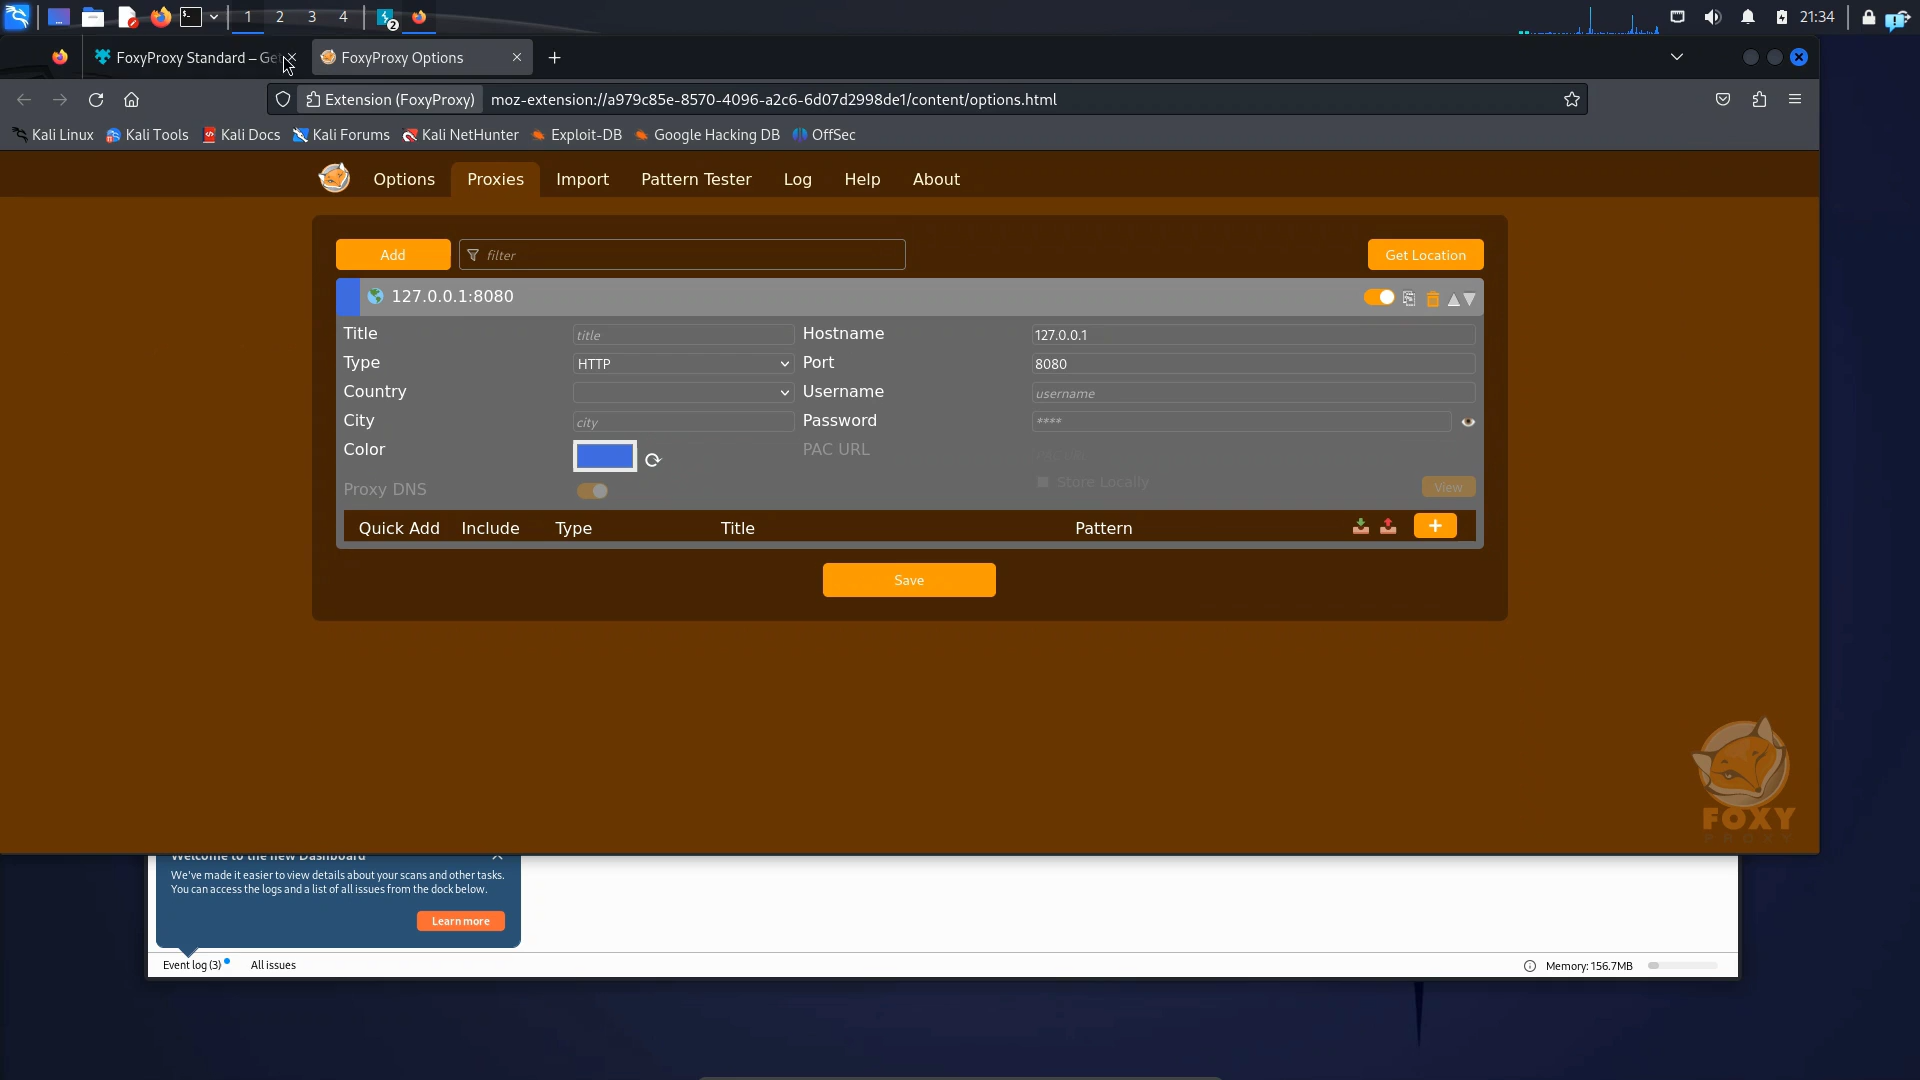 1 2 3 4 2 21:34
FoxyProxy Standard – Ge FoxyProxy Options
Extension (FoxyProxy) moz-extension://a979c85e-8570-4096-a2c6-6d07d2998de1/content/options.html
Kali Linux Kali Tools Kali Docs Kali Forums Kali NetHunter Exploit-DB Google Hacking DB OffSec
Options Proxies Import Pattern Tester Log Help About
Add filter Get Location
127.0.0.1:8080
Title title Hostname 127.0.0.1
Type HTTP Port 8080
Country Username username
City city Password ****
Color PAC URL
Proxy DNS Store Locally View
Quick Add Include Type Title Pattern +
Save
FOXY
Welcome to the new Dashboard
We've made it easier to view details about your scans and other tasks.
You can access the logs and a list of all issues from the dock below.
Learn more
Event log (3) All issues Memory: 156.7MB